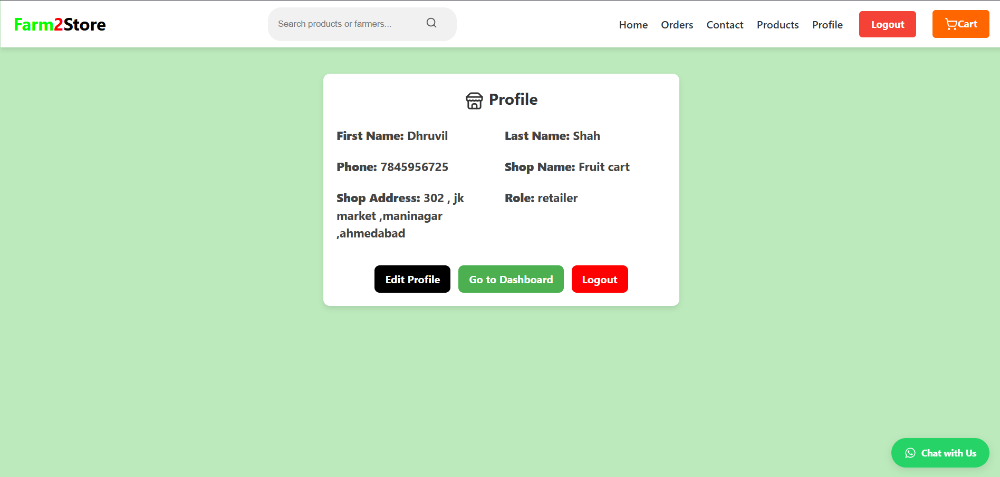 Farm2Store
Search products or farmers...
Home
Orders
Contact
Products
Profile
Logout
Cart
Profile
First Name: Dhruvil
Last Name: Shah
Phone: 7845956725
Shop Name: Fruit cart
Shop Address: 302 , jk
market ,maninagar
,ahmedabad
Role: retailer
Edit Profile
Go to Dashboard
Logout
Chat with Us